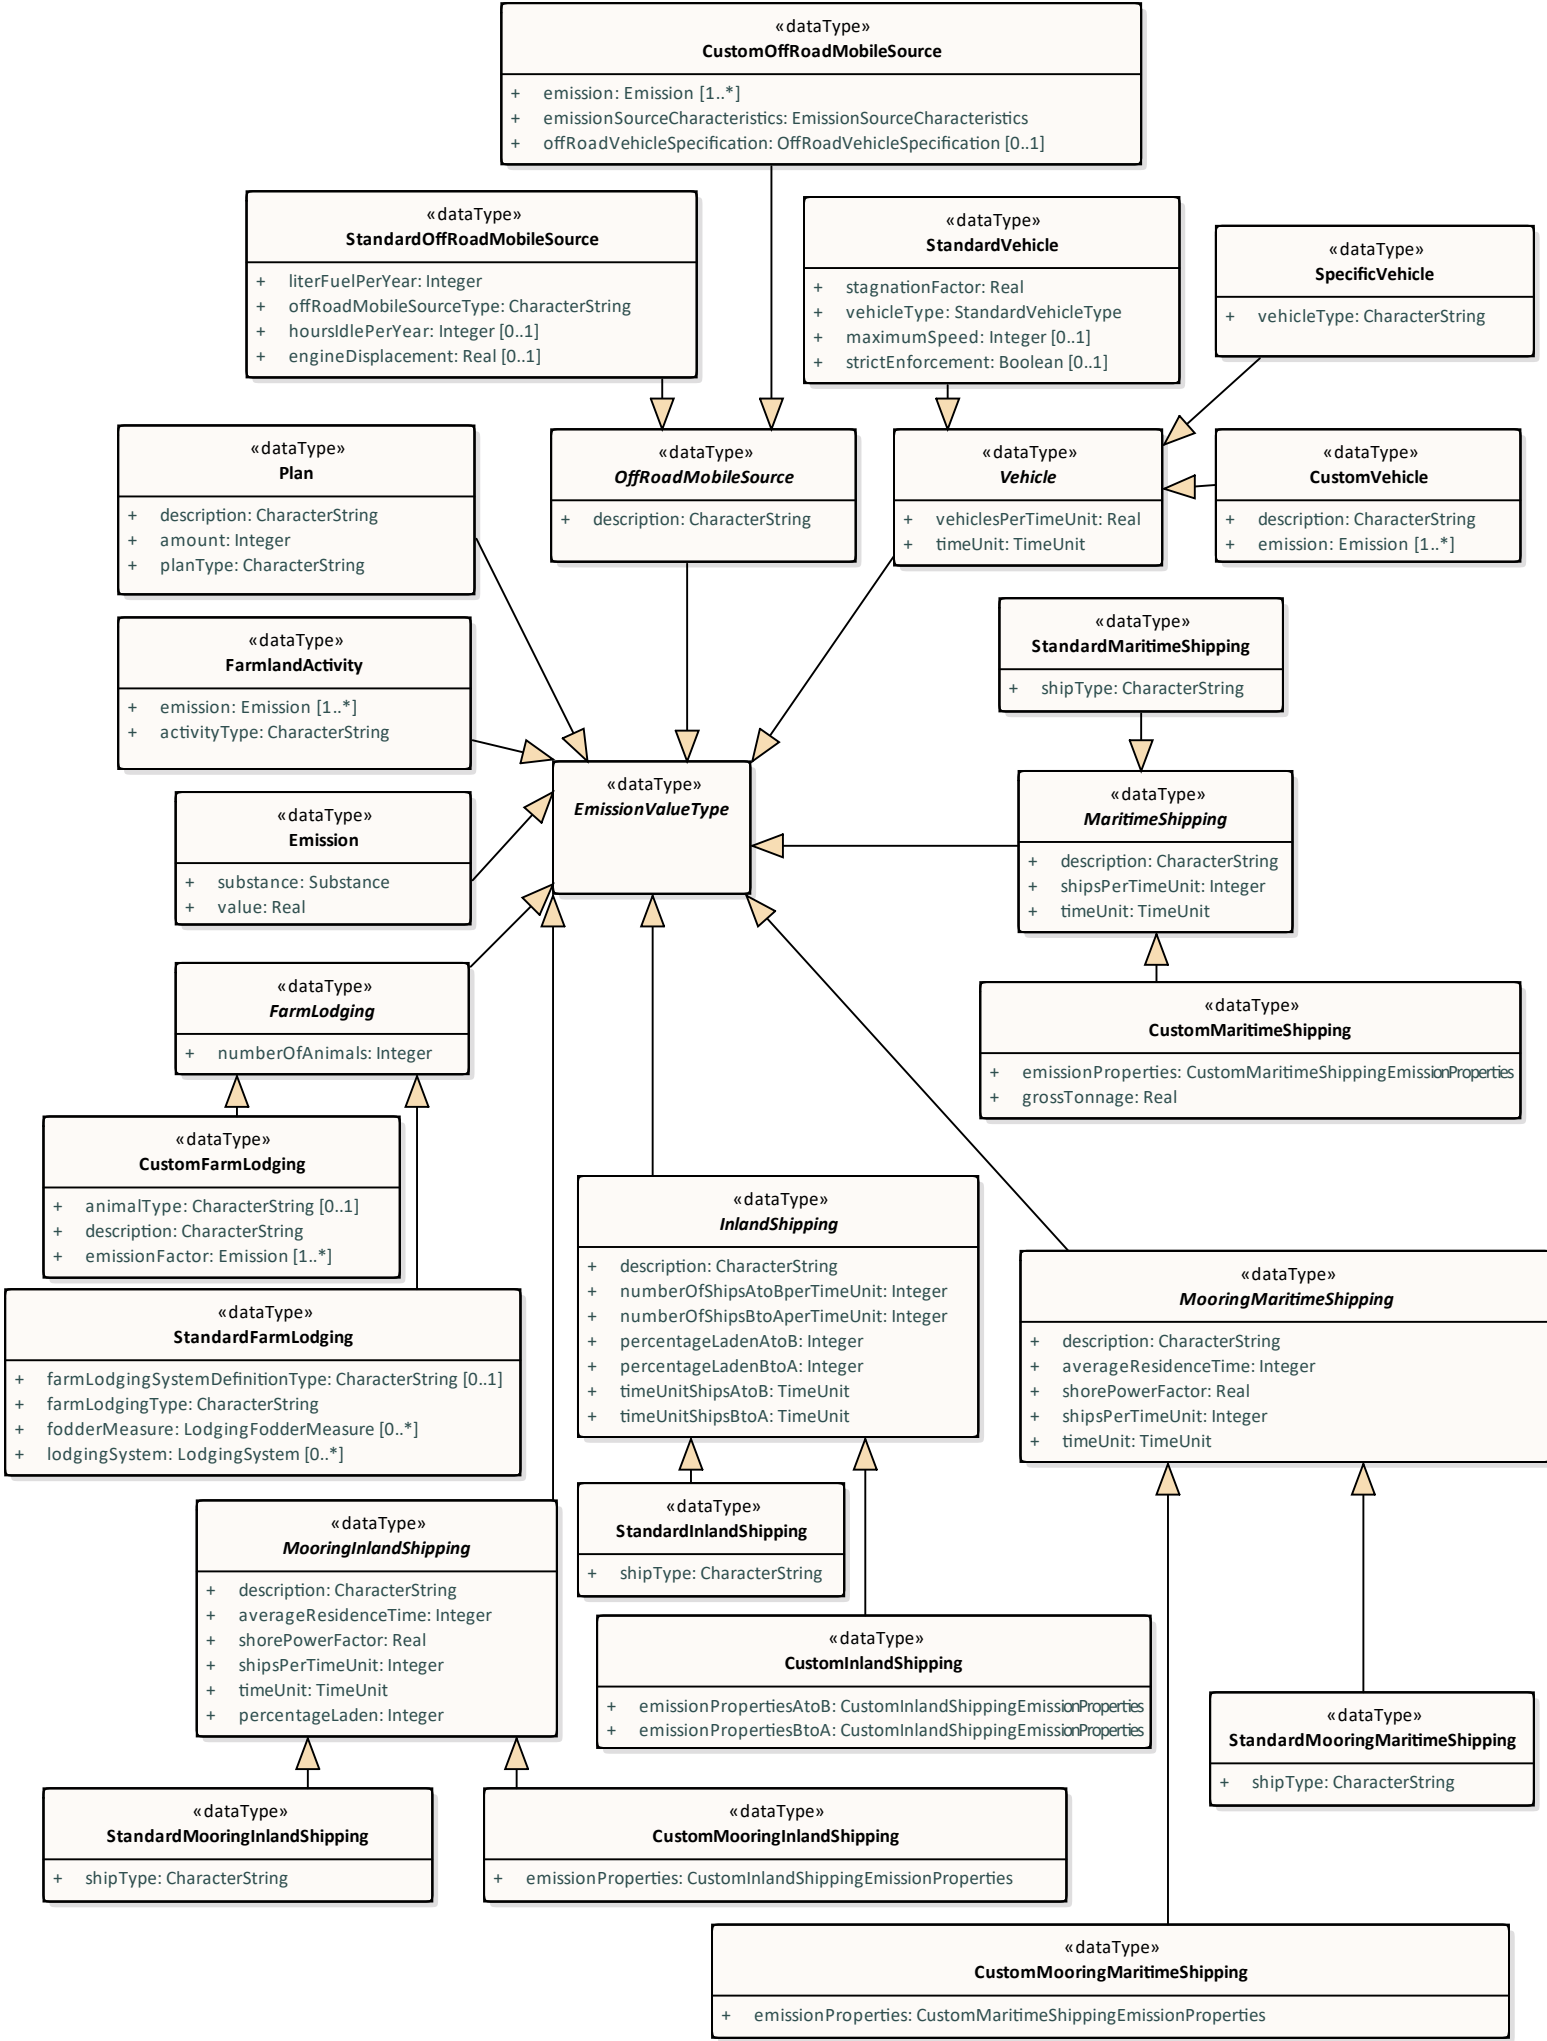 «dataType»
CustomOffRoadMobileSource
+ emission: Emission [1..*]
+ emissionSourceCharacteristics: EmissionSourceCharacteristics
+ offRoadVehicleSpecification: OffRoadVehicleSpecification [0..1]
«dataType»
StandardOffRoadMobileSource
+ literFuelPerYear: Integer
+ offRoadMobileSourceType: CharacterString
+ hoursIdlePerYear: Integer [0..1]
+ engineDisplacement: Real [0..1]
«dataType»
StandardVehicle
+ stagnationFactor: Real
+ vehicleType: StandardVehicleType
+ maximumSpeed: Integer [0..1]
+ strictEnforcement: Boolean [0..1]
«dataType»
SpecificVehicle
+ vehicleType: CharacterString
«dataType»
Plan
+ description: CharacterString
+ amount: Integer
+ planType: CharacterString
«dataType»
OffRoadMobileSource
+ description: CharacterString
«dataType»
Vehicle
+ vehiclesPerTimeUnit: Real
+ timeUnit: TimeUnit
«dataType»
CustomVehicle
+ description: CharacterString
+ emission: Emission [1..*]
«dataType»
FarmlandActivity
+ emission: Emission [1..*]
+ activityType: CharacterString
«dataType»
StandardMaritimeShipping
+ shipType: CharacterString
«dataType»
EmissionValueType
«dataType»
MaritimeShipping
+ description: CharacterString
+ shipsPerTimeUnit: Integer
+ timeUnit: TimeUnit
«dataType»
Emission
+ substance: Substance
+ value: Real
«dataType»
FarmLodging
+ numberOfAnimals: Integer
«dataType»
CustomMaritimeShipping
+ emissionProperties: CustomMaritimeShippingEmissionProperties
+ grossTonnage: Real
«dataType»
CustomFarmLodging
+ animalType: CharacterString [0..1]
+ description: CharacterString
+ emissionFactor: Emission [1..*]
«dataType»
InlandShipping
+ description: CharacterString
+ numberOfShipsAtoBperTimeUnit: Integer
+ numberOfShipsBtoAperTimeUnit: Integer
+ percentageLadenAtoB: Integer
+ percentageLadenBtoA: Integer
+ timeUnitShipsAtoB: TimeUnit
+ timeUnitShipsBtoA: TimeUnit
«dataType»
MooringMaritimeShipping
+ description: CharacterString
+ averageResidenceTime: Integer
+ shorePowerFactor: Real
+ shipsPerTimeUnit: Integer
+ timeUnit: TimeUnit
«dataType»
StandardFarmLodging
+ farmLodgingSystemDefinitionType: CharacterString [0..1]
+ farmLodgingType: CharacterString
+ fodderMeasure: LodgingFodderMeasure [0..*]
+ lodgingSystem: LodgingSystem [0..*]
«dataType»
MooringInlandShipping
+ description: CharacterString
+ averageResidenceTime: Integer
+ shorePowerFactor: Real
+ shipsPerTimeUnit: Integer
+ timeUnit: TimeUnit
+ percentageLaden: Integer
«dataType»
StandardInlandShipping
+ shipType: CharacterString
«dataType»
CustomInlandShipping
+ emissionPropertiesAtoB: CustomInlandShippingEmissionProperties
+ emissionPropertiesBtoA: CustomInlandShippingEmissionProperties
«dataType»
StandardMooringMaritimeShipping
+ shipType: CharacterString
«dataType»
StandardMooringInlandShipping
+ shipType: CharacterString
«dataType»
CustomMooringInlandShipping
+ emissionProperties: CustomInlandShippingEmissionProperties
«dataType»
CustomMooringMaritimeShipping
+ emissionProperties: CustomMaritimeShippingEmissionProperties